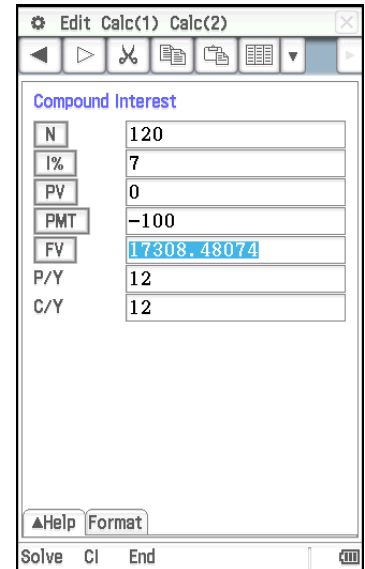 Edit Calc(1) Calc(2)
Compound Interest
N 120
I% 7
PV 0
PMT -100
FV 17308.48074
P/Y 12
C/Y 12
▲Help Format
Solve CI End